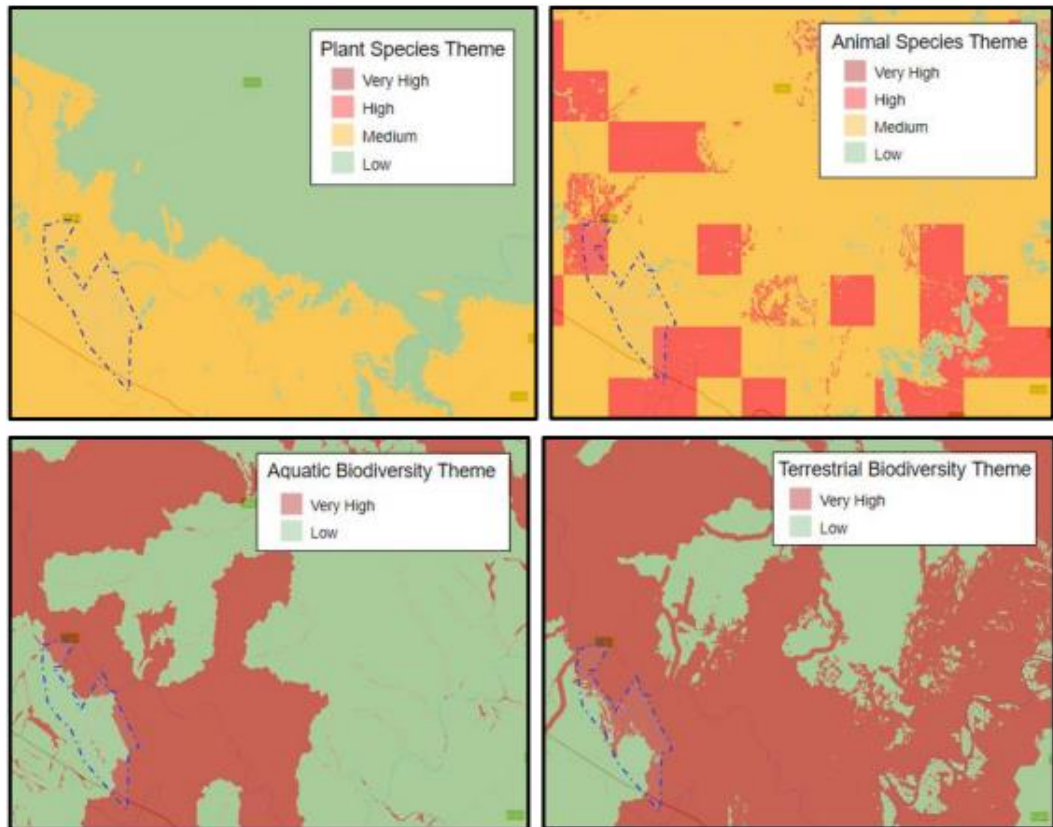 Plant Species Theme
Very High
High
Medium
Low
Animal Species Theme
Very High
High
Medium
Low
Aquatic Biodiversity Theme
Very High
Low
Terrestrial Biodiversity Theme
Very High
Low